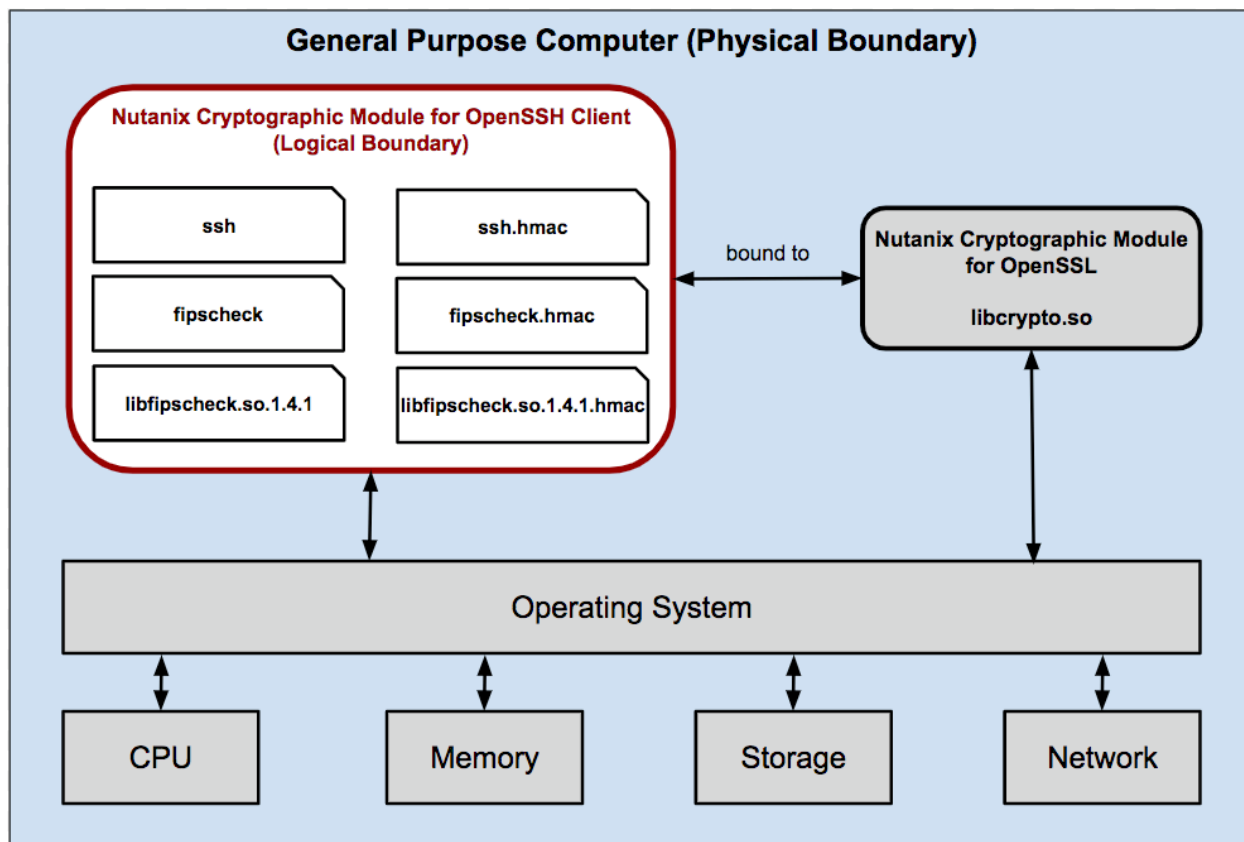 General Purpose Computer (Physical Boundary)
Nutanix Cryptographic Module for OpenSSH Client
(Logical Boundary)
ssh
ssh.hmac
fipscheck
fipscheck.hmac
libfipscheck.so.1.4.1
libfipscheck.so.1.4.1.hmac
bound to
Nutanix Cryptographic Module
for OpenSSL
libcrypto.so
Operating System
CPU
Memory
Storage
Network